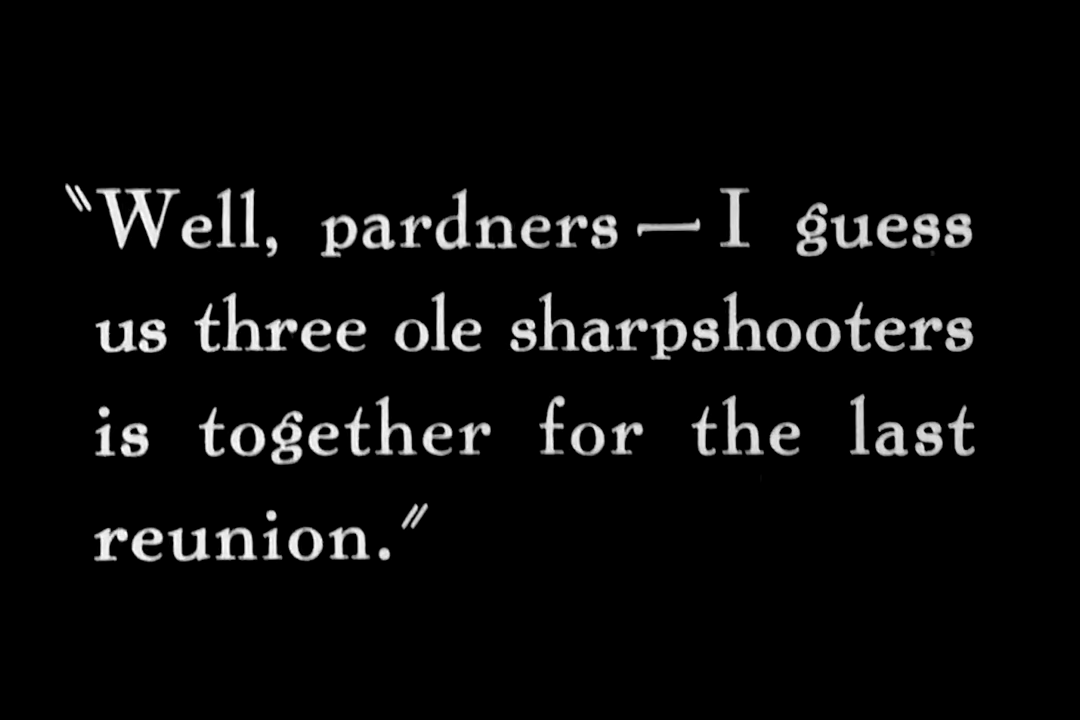 "Well, pardners — I guess
us three ole sharpshooters
is together for the last
reunion."